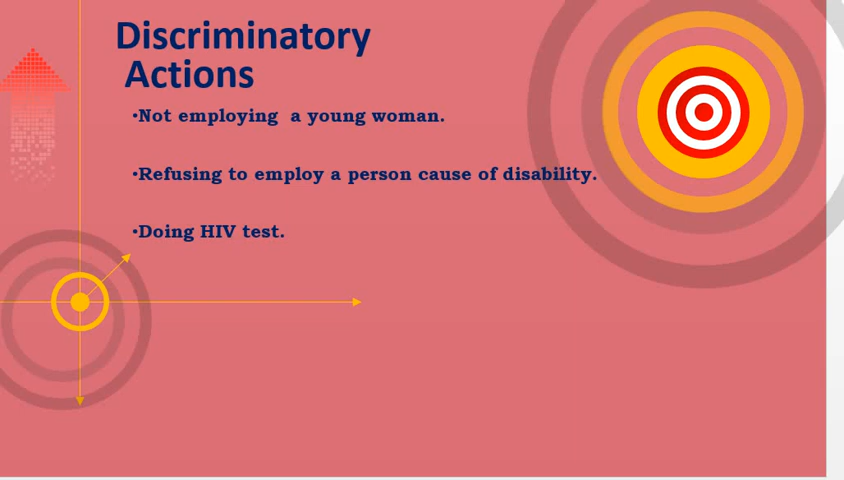 Discriminatory
Actions
•Not employing  a young woman.
•Refusing to employ a person cause of disability.
•Doing HIV test.